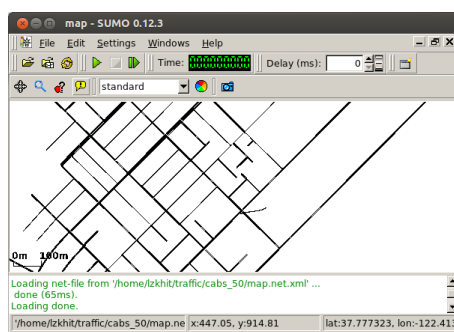 map - SUMO 0.12.3
File Edit Settings Windows Help
Time: Delay (ms): 0
standard
0m 100m
Loading net-file from '/home/lzkhit/traffic/cabs_50/map.net.xml' ...
done (65ms).
Loading done.
'/home/lzkhit/traffic/cabs_50/map.ne x:447.05, y:914.81 lat:37.777323, lon:-122.413